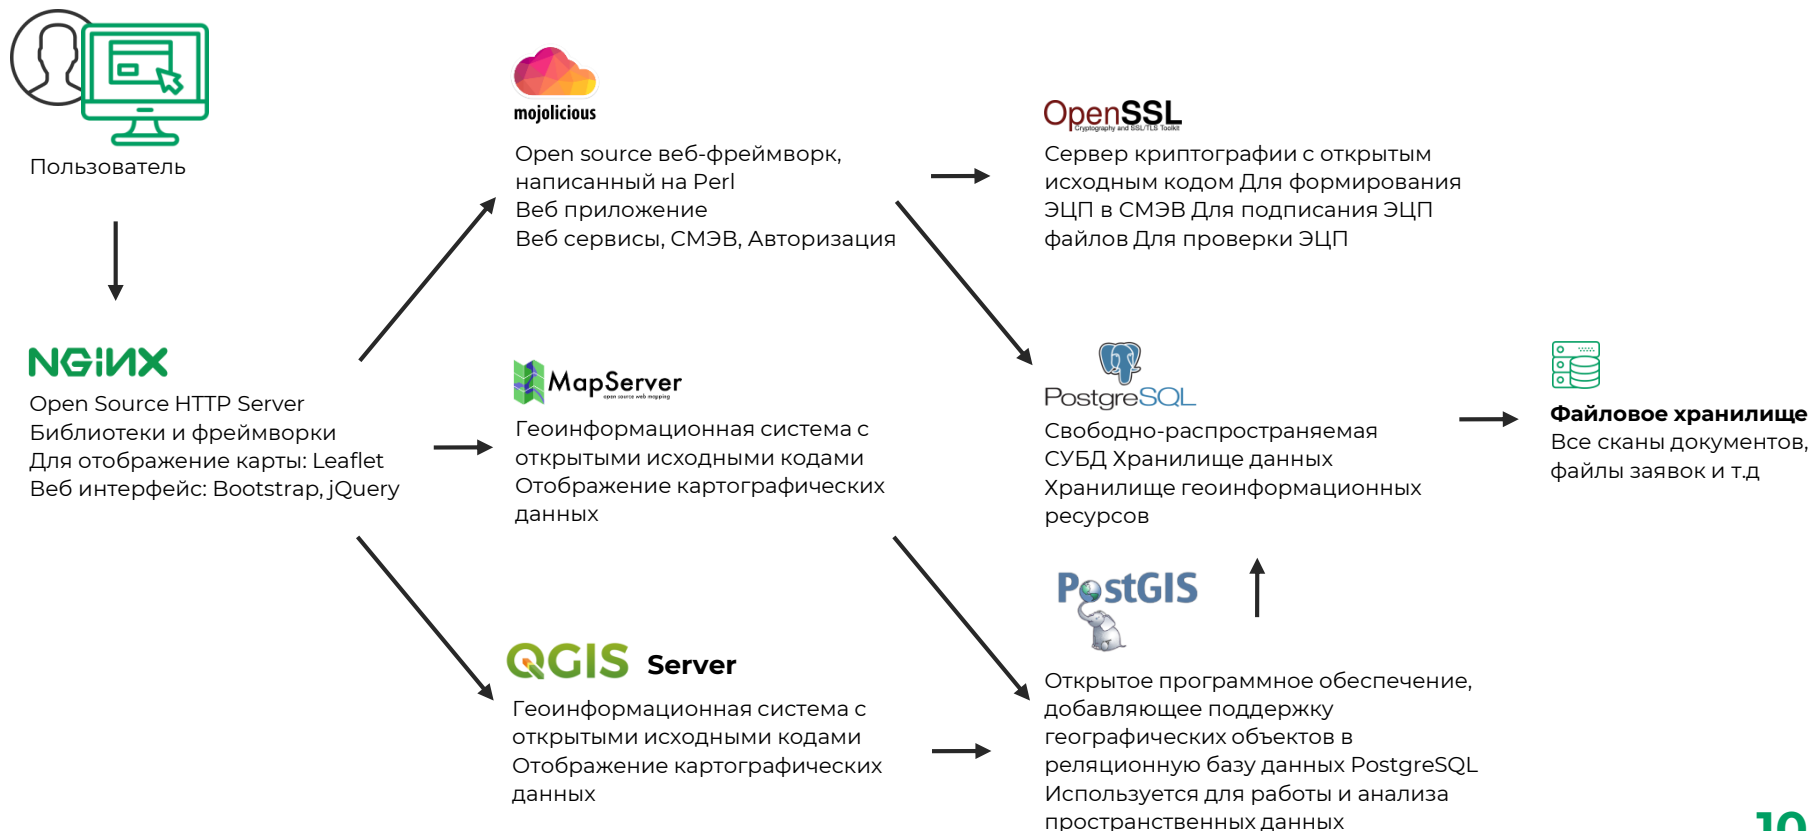 Пользователь
NGINX
Open Source HTTP Server
Библиотеки и фреймворки
Для отображение карты: Leaflet
Веб интерфейс: Bootstrap, jQuery
mojolicious
Open source веб-фреймворк,
написанный на Perl
Веб приложение
Веб сервисы, СМЭВ, Авторизация
MapServer
open source web mapping
Геоинформационная система с
открытыми исходными кодами
Отображение картографических
данных
QGIS Server
Геоинформационная система с
открытыми исходными кодами
Отображение картографических
данных
OpenSSL
Cryptography and SSL/TLS Toolkit
Сервер криптографии с открытым
исходным кодом Для формирования
ЭЦП в СМЭВ Для подписания ЭЦП
файлов Для проверки ЭЦП
PostgreSQL
Свободно-распространяемая
СУБД Хранилище данных
Хранилище геоинформационных
ресурсов
PostGIS
Открытое программное обеспечение,
добавляющее поддержку
географических объектов в
реляционную базу данных PostgreSQL
Используется для работы и анализа
пространственных данных
Файловое хранилище
Все сканы документов,
файлы заявок и т.д
10